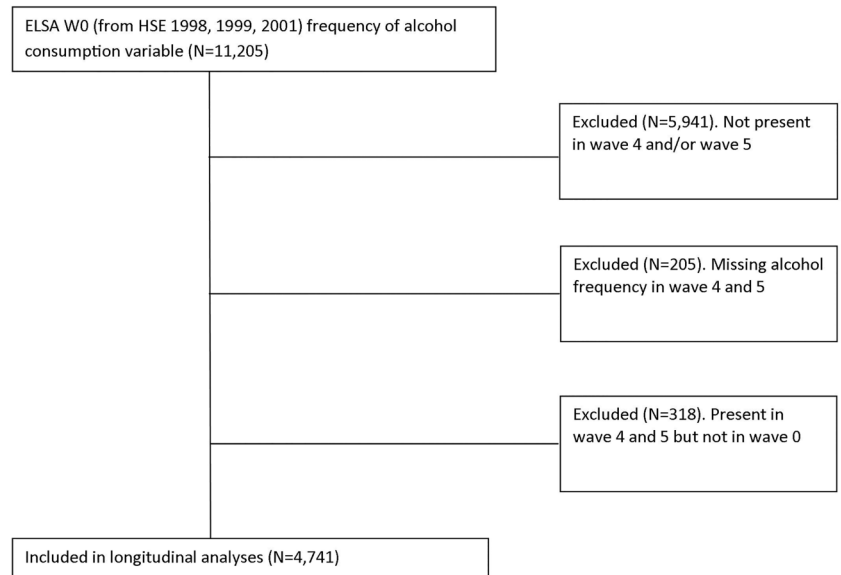 ELSA W0 (from HSE 1998, 1999, 2001) frequency of alcohol
consumption variable (N=11,205)
Excluded (N=5,941). Not present
in wave 4 and/or wave 5
Excluded (N=205). Missing alcohol
frequency in wave 4 and 5
Excluded (N=318). Present in
wave 4 and 5 but not in wave 0
Included in longitudinal analyses (N=4,741)